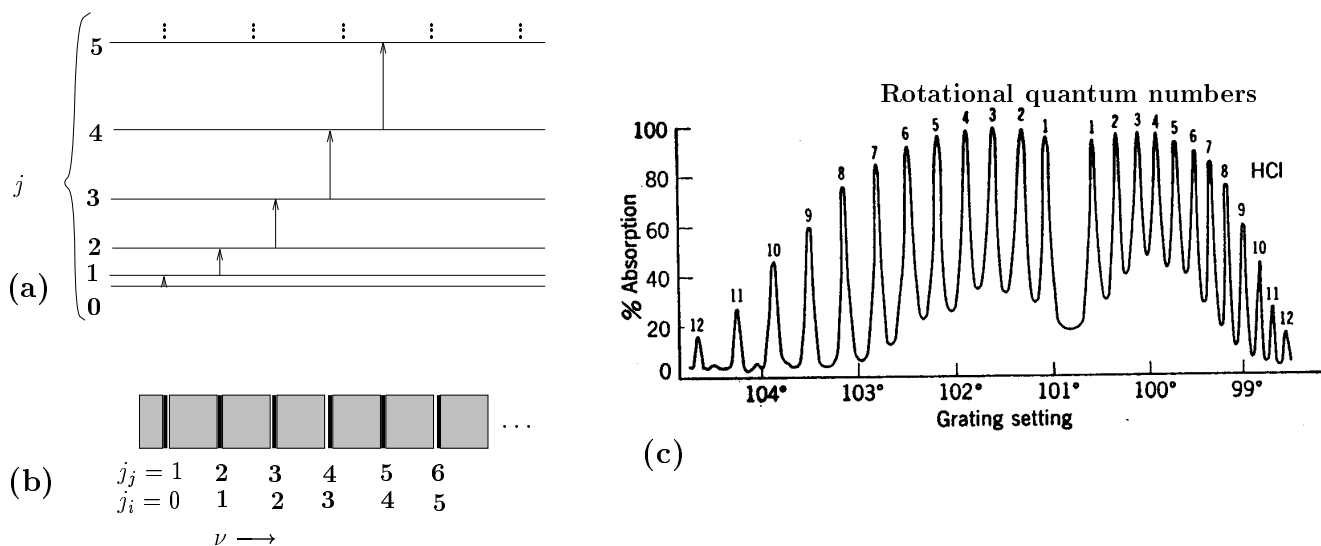 5
4
3
2
1
0
j
(a)
j_j = 1 2 3 4 5 6
j_i = 0 1 2 3 4 5
ν ⟶
...
(b)
Rotational quantum numbers
12 11 10 9 8 7 6 5 4 3 2 1 1 2 3 4 5 6 7 8 9 10 11 12
HCl
100
80
60
40
20
0
% Absorption
104° 103° 102° 101° 100° 99°
Grating setting
(c)